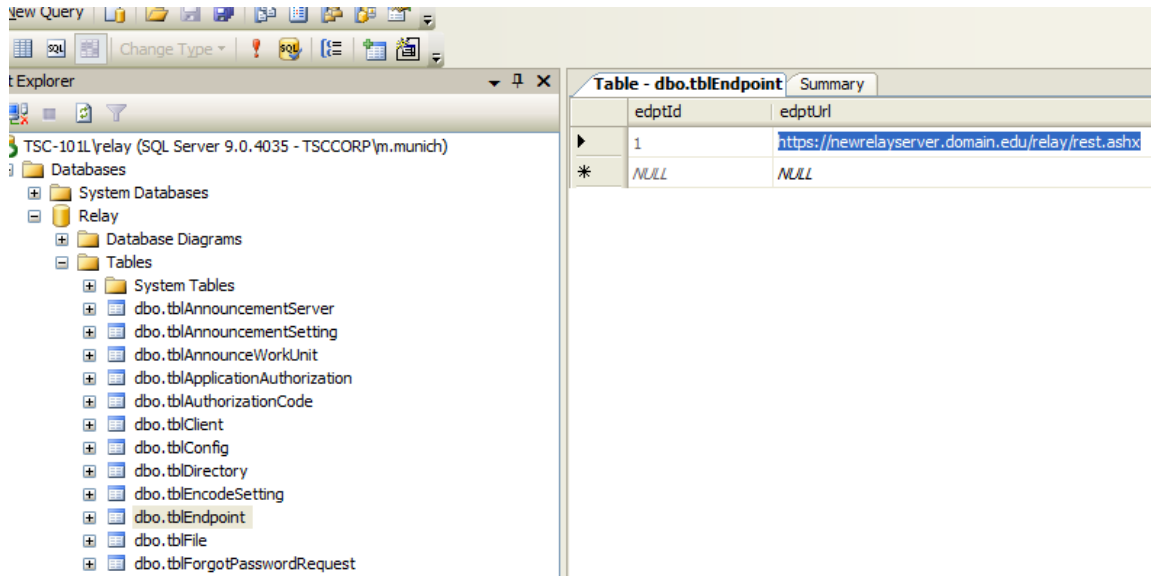 New Query
SQL Change Type SQL
t Explorer
TSC-101L\relay (SQL Server 9.0.4035 - TSCCORP\m.munich)
Databases
System Databases
Relay
Database Diagrams
Tables
System Tables
dbo.tblAnnouncementServer
dbo.tblAnnouncementSetting
dbo.tblAnnounceWorkUnit
dbo.tblApplicationAuthorization
dbo.tblAuthorizationCode
dbo.tblClient
dbo.tblConfig
dbo.tblDirectory
dbo.tblEncodeSetting
dbo.tblEndpoint
dbo.tblFile
dbo.tblForgotPasswordRequest
Table - dbo.tblEndpoint Summary
edptId edptUrl
1 https://newrelayserver.domain.edu/relay/rest.ashx
NULL NULL